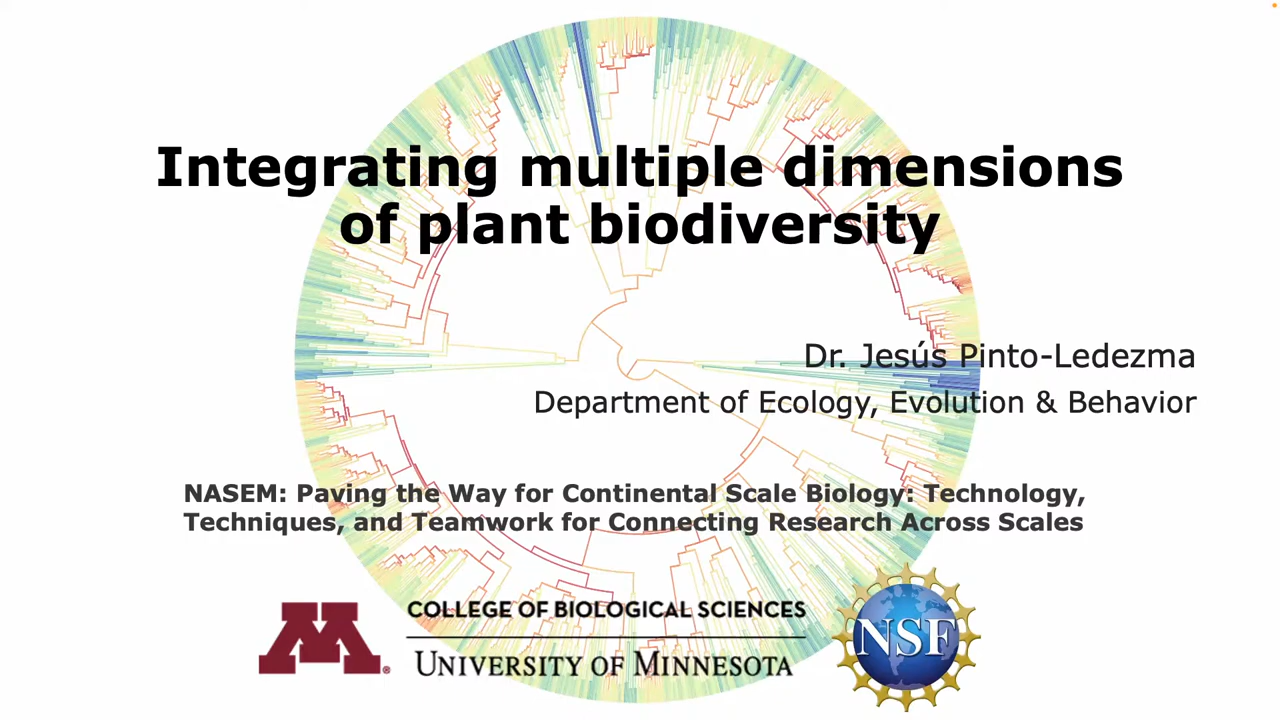 Integrating multiple dimensions
of plant biodiversity
Dr. Jesús Pinto-Ledezma
Department of Ecology, Evolution & Behavior
NASEM: Paving the Way for Continental Scale Biology: Technology,
Techniques, and Teamwork for Connecting Research Across Scales
M®
COLLEGE OF BIOLOGICAL SCIENCES
UNIVERSITY OF MINNESOTA
NSF